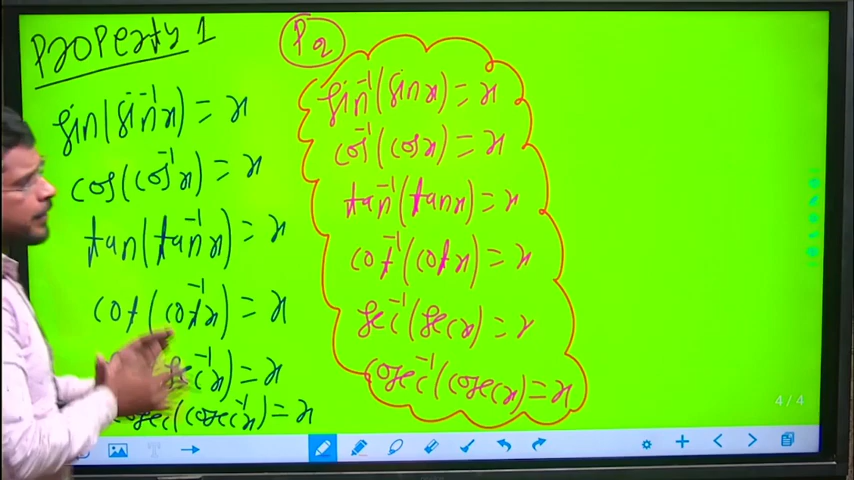 Property 1
sin(sin⁻¹x) = x
cos(cos⁻¹x) = x
tan(tan⁻¹x) = x
cot(cot⁻¹x) = x
sec⁻¹x) = x
cosec(cosec⁻¹x) = x
P2
sin⁻¹(sinx) = x
cos⁻¹(cosx) = x
tan⁻¹(tanx) = x
cot⁻¹(cotx) = x
sec⁻¹(secx) = x
cosec⁻¹(cosecx) = x
4/4